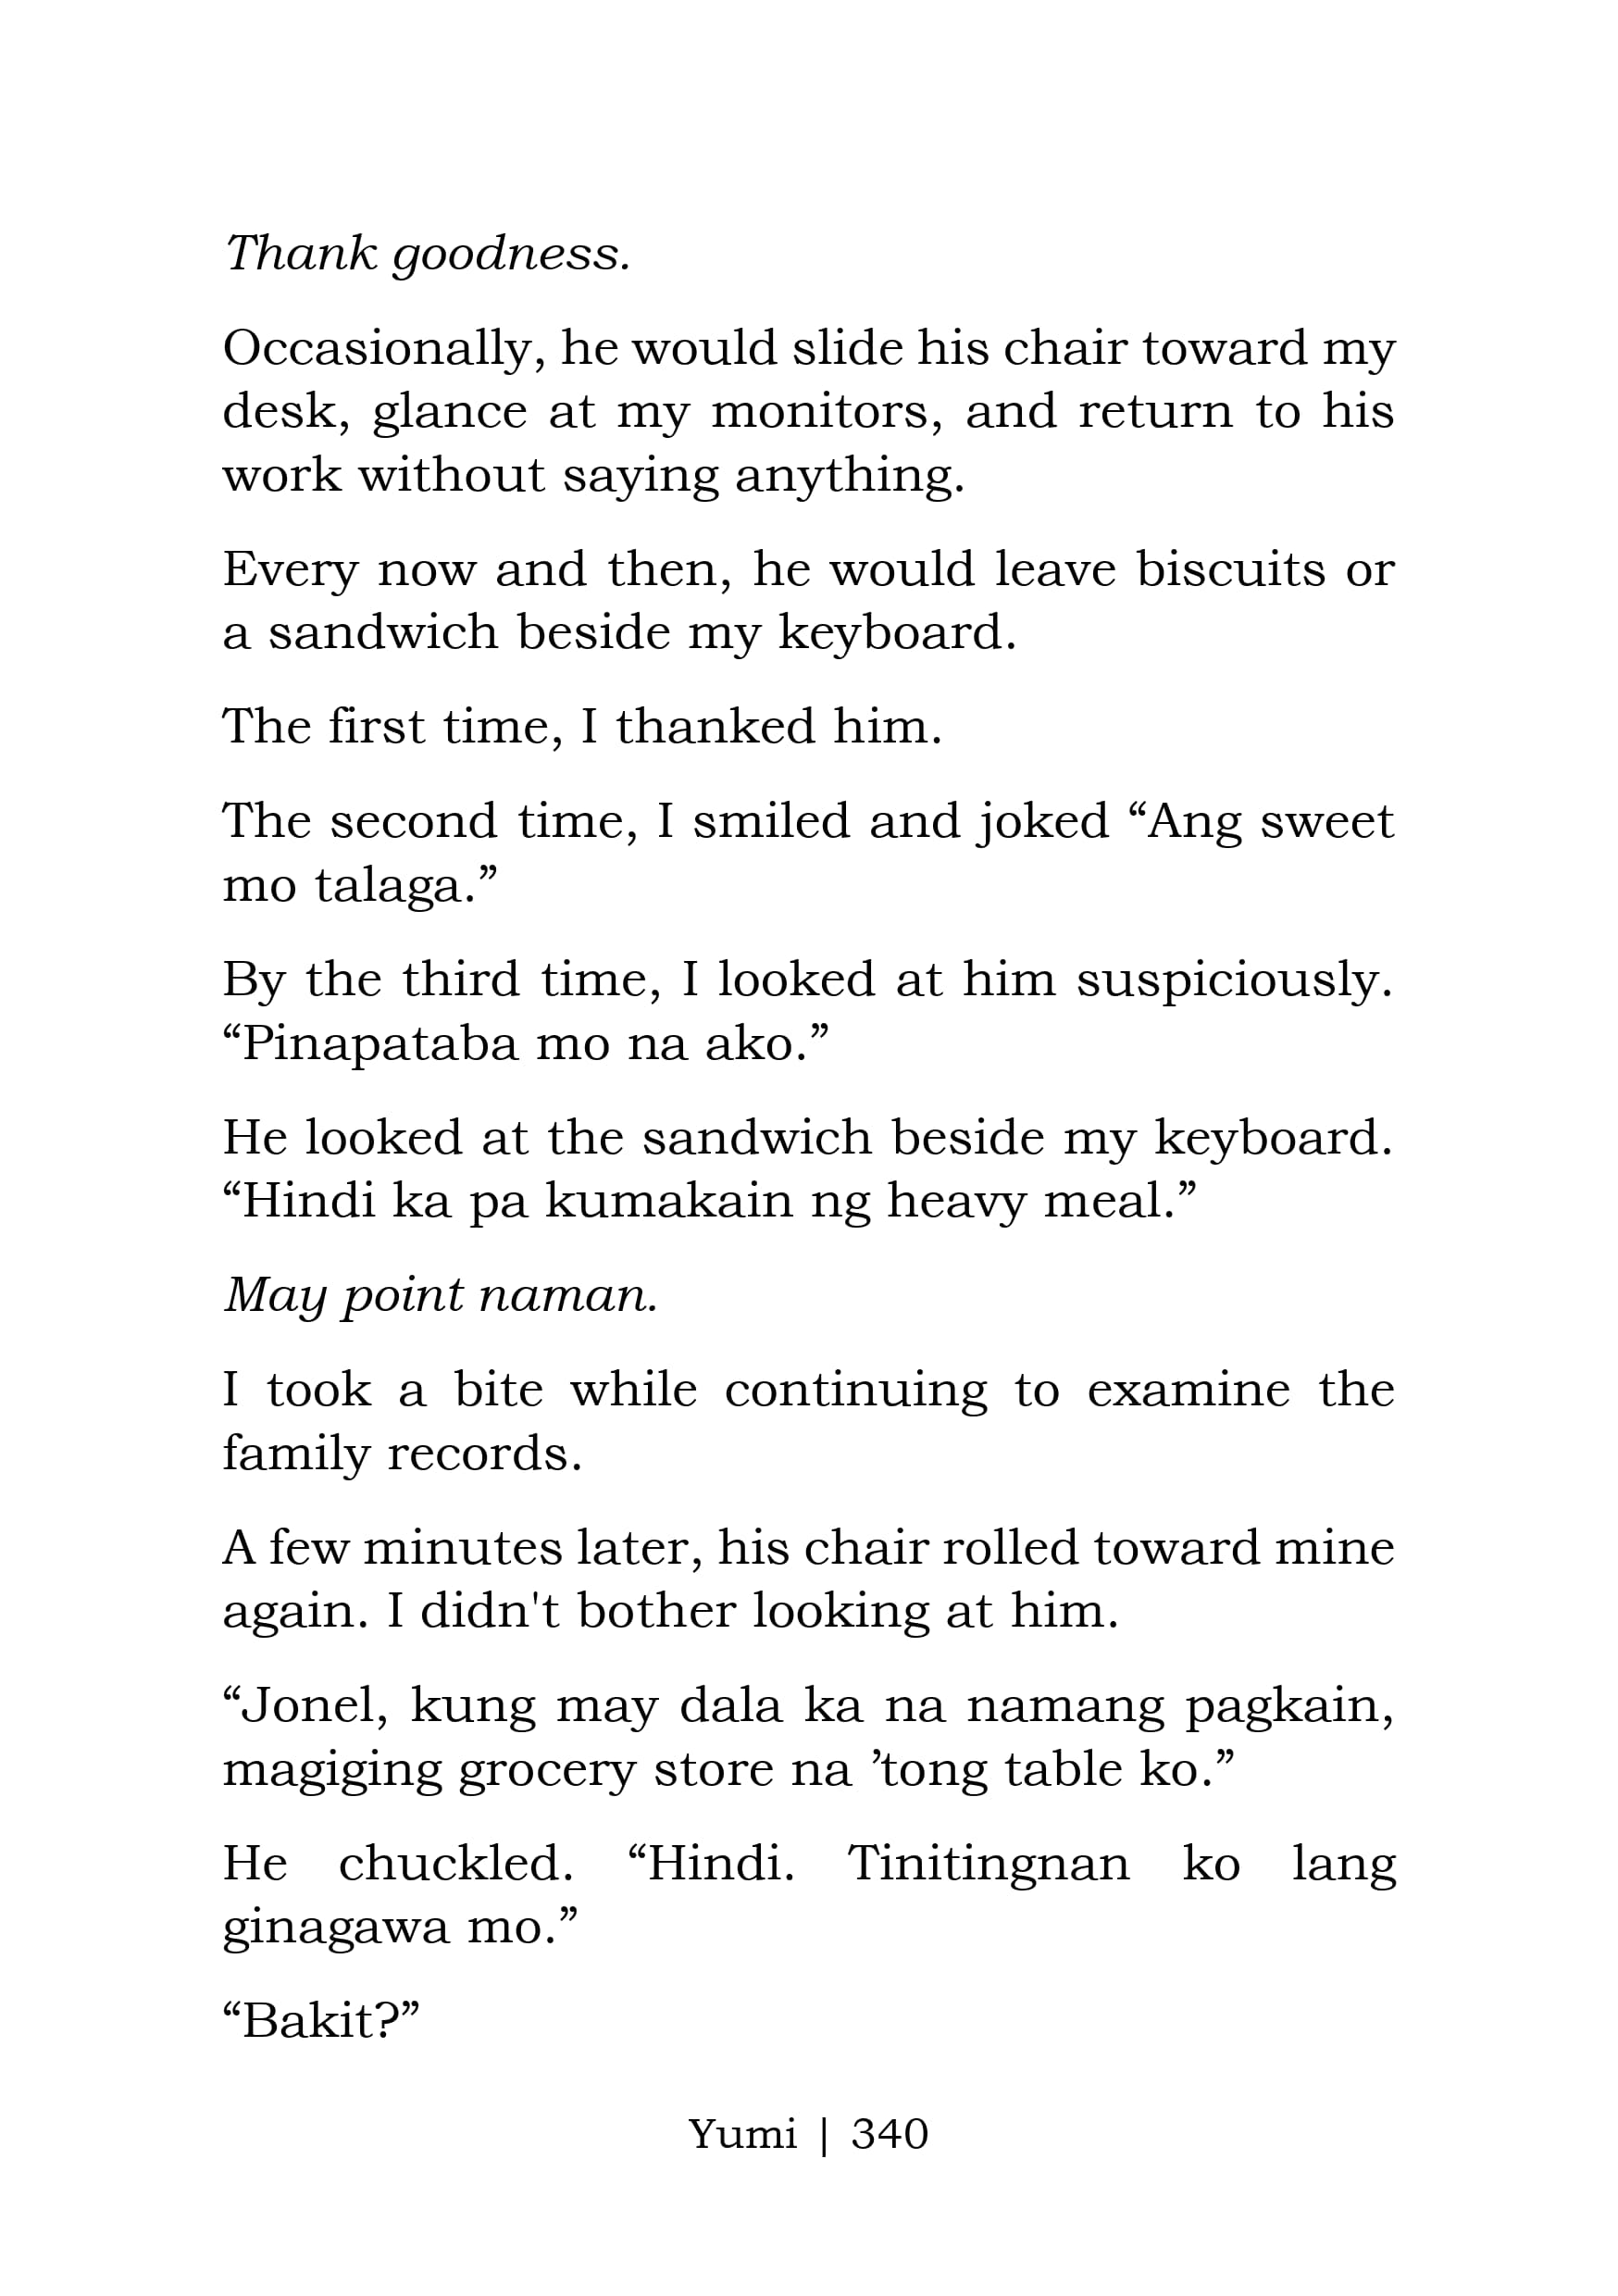 Thank goodness.
Occasionally, he would slide his chair toward my
desk, glance at my monitors, and return to his
work without saying anything.
Every now and then, he would leave biscuits or
a sandwich beside my keyboard.
The first time, I thanked him.
The second time, I smiled and joked “Ang sweet
mo talaga.”
By the third time, I looked at him suspiciously.
“Pinapataba mo na ako.”
He looked at the sandwich beside my keyboard.
“Hindi ka pa kumakain ng heavy meal.”
May point naman.
I took a bite while continuing to examine the
family records.
A few minutes later, his chair rolled toward mine
again. I didn't bother looking at him.
“Jonel, kung may dala ka na namang pagkain,
magiging grocery store na ’tong table ko.”
He chuckled. “Hindi. Tinitingnan ko lang
ginagawa mo.”
“Bakit?”
Yumi | 340